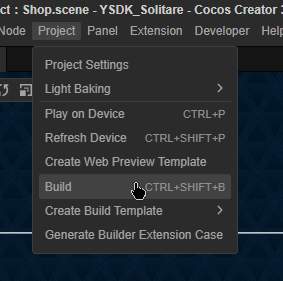 ct : Shop.scene - YSDK_Solitare - Cocos Creator 3
Node Project Panel Extension Developer Help
Project Settings
Light Baking
Play on Device CTRL+P
Refresh Device CTRL+SHIFT+P
Create Web Preview Template
Build CTRL+SHIFT+B
Create Build Template
Generate Builder Extension Case